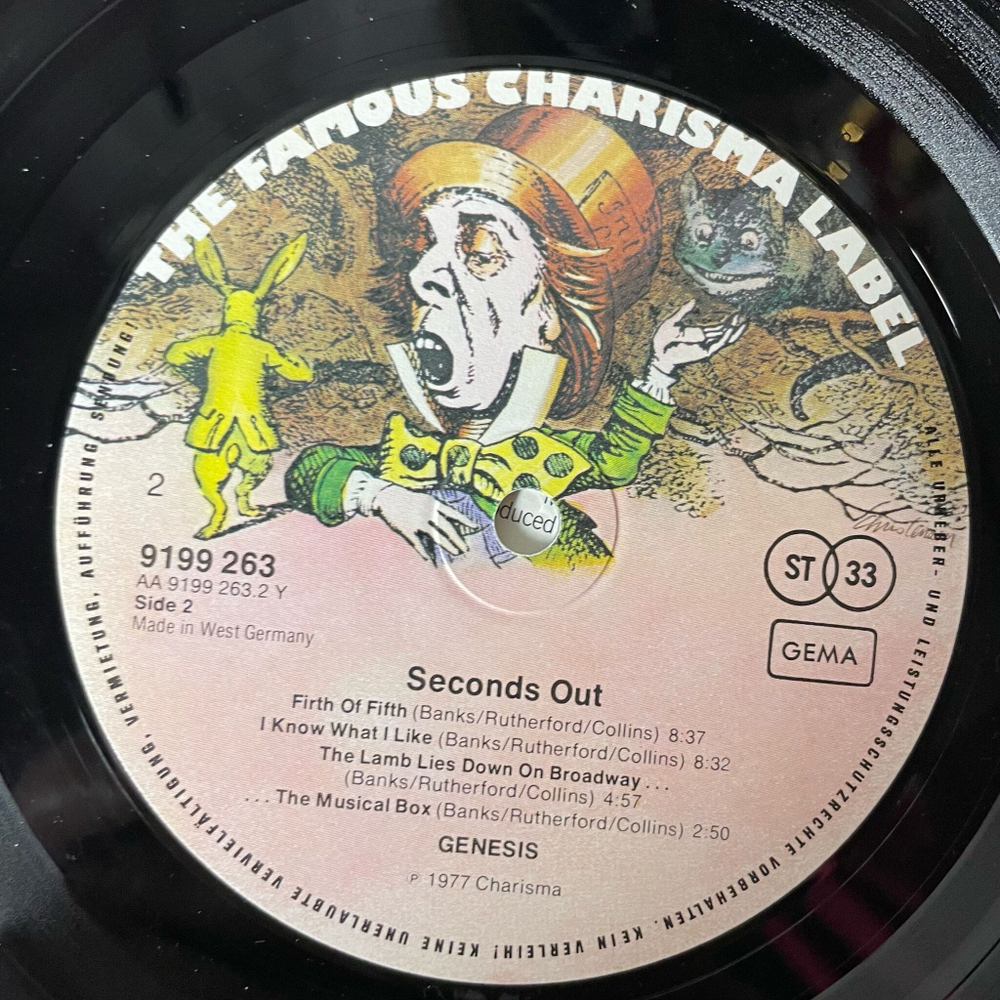 THE FAMOUS CHARISMA LABEL
2
9199 263
AA 9199 263.2 Y
Side 2
Made in West Germany
duced
ST 33
GEMA
Seconds Out
Firth Of Fifth (Banks/Rutherford/Collins) 8:37
I Know What I Like (Banks/Rutherford/Collins) 8:32
The Lamb Lies Down On Broadway . . .
(Banks/Rutherford/Collins) 4:57
. . . The Musical Box (Banks/Rutherford/Collins) 2:50
GENESIS
℗ 1977 Charisma
ALLE URHEBER- UND LEISTUNGSSCHUTZRECHTE VORBEHALTEN. KEIN VERLEIH! KEINE UNERLAUBTE VERVIELFÄLTIGUNG, VERMIETUNG, AUFFÜHRUNG, SENDUNG!